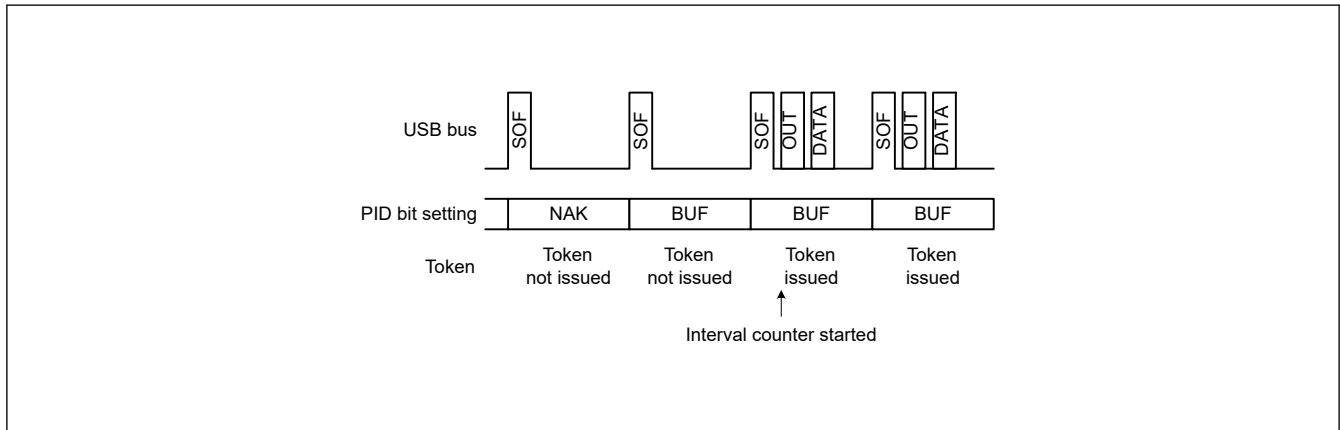 USB bus
SOF
SOF
SOF
OUT
DATA
SOF
OUT
DATA
PID bit setting
NAK
BUF
BUF
BUF
Token
Token
not issued
Token
not issued
Token
issued
Token
issued
Interval counter started